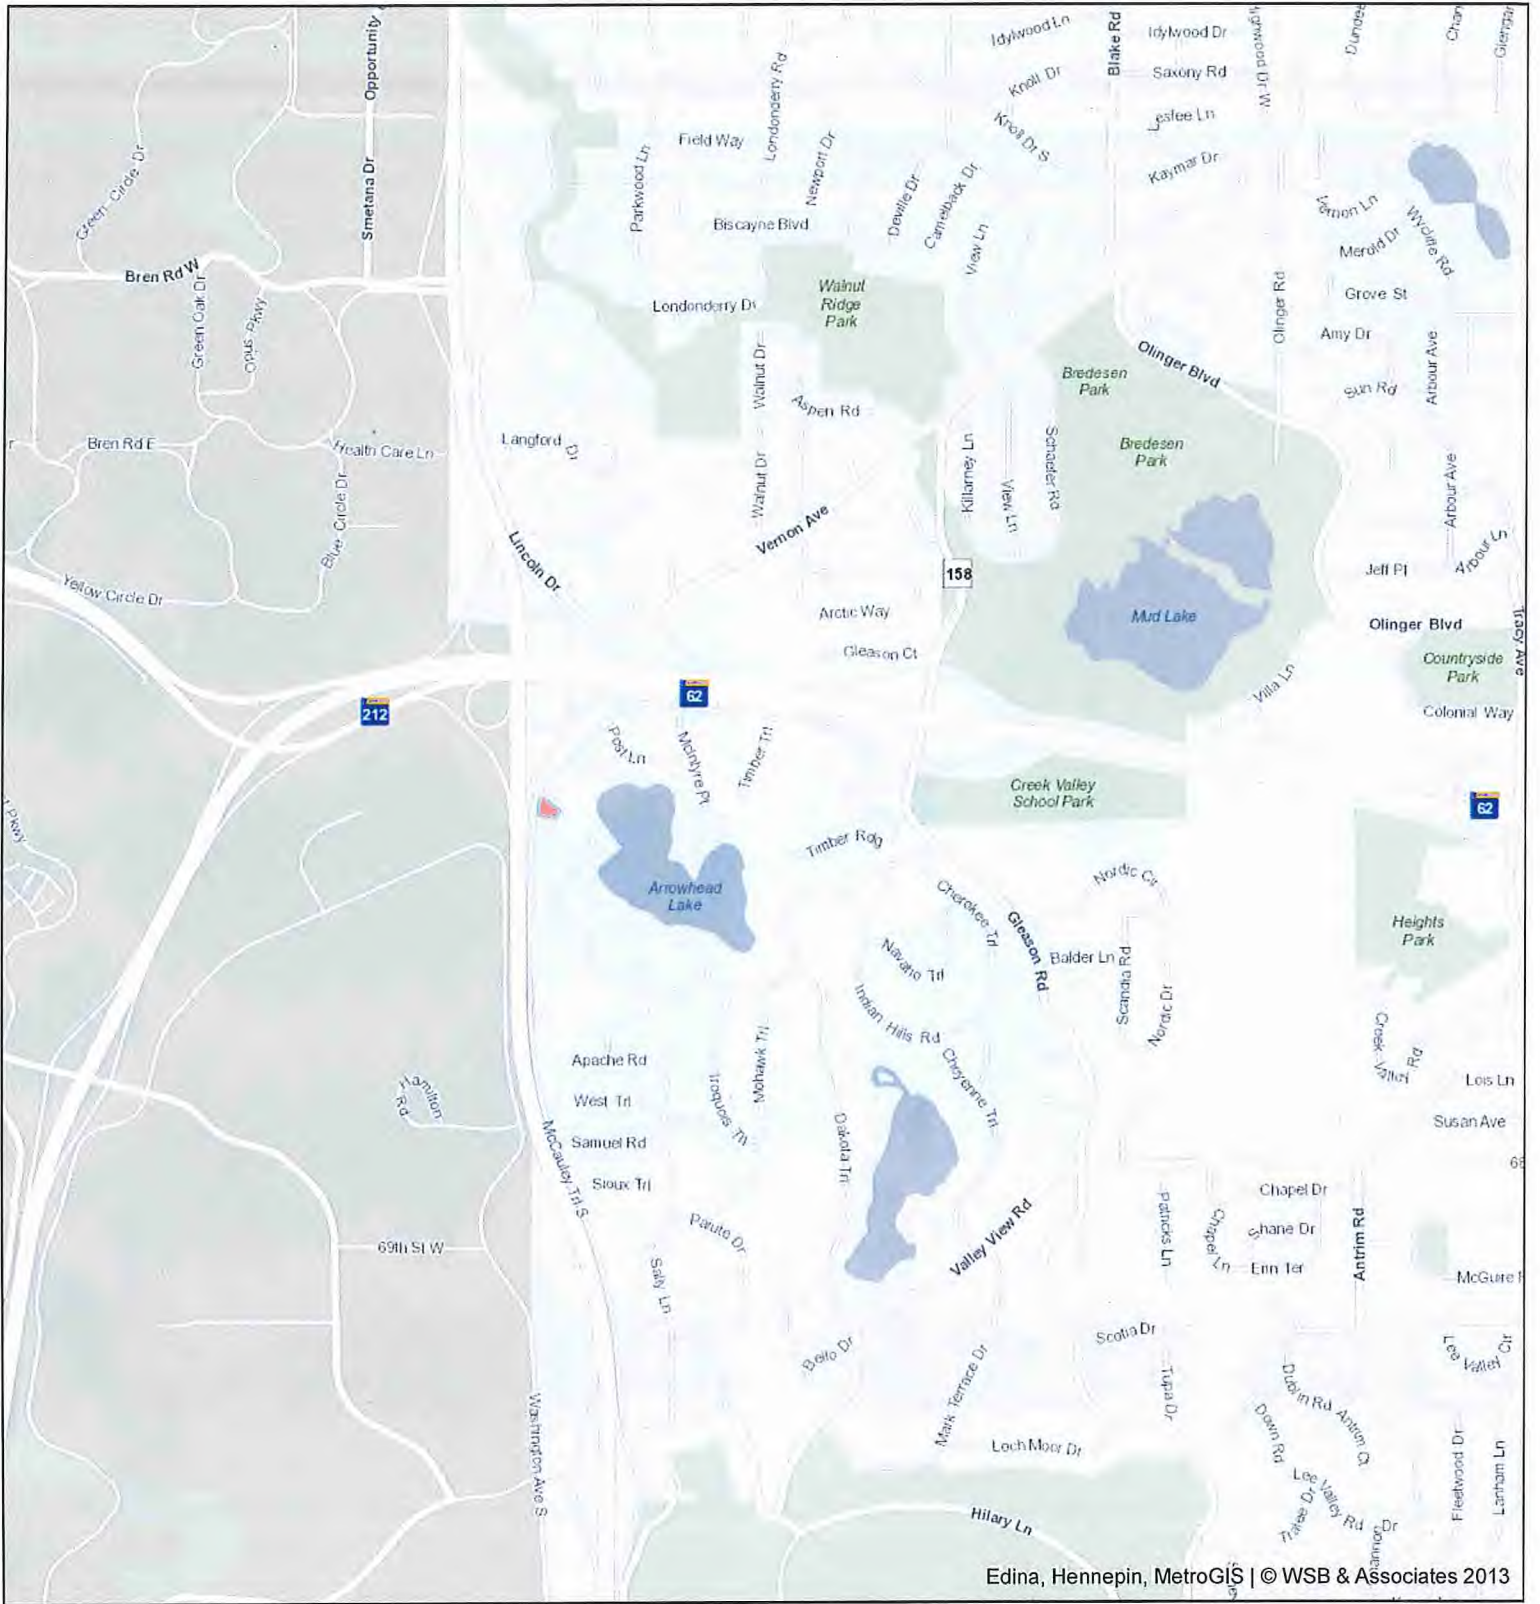 Opportunity
Idylwood Ln
Blake Rd
Idylwood Dr
Dundee
Knoll Dr
Saxony Rd
Londonderry Rd
Field Way
Knoll Dr S
Green Circle Dr
Parkwood Ln
Newport Dr
Kaymar Dr
Smetana Dr
Deville Dr
Camelback Dr
View Ln
Biscayne Blvd
Merold Dr
Wycliffe Rd
Bren Rd W
Green Oak Dr
Opus Pkwy
Londonderry Dr
Walnut
Ridge
Park
Olinger Rd
Grove St
Amy Dr
Arbour Ave
Olinger Blvd
Walnut Dr
Bredesen
Park
Sun Rd
Aspen Rd
Bren Rd E
Health Care Ln
Langford Dr
Killarney Ln
View Ln
Schaefer Rd
Bredesen
Park
Walnut Dr
Arbour Ave
Blue Circle Dr
Lincoln Dr
Vernon Ave
158
Jeff Pl
Arbour Ln
Yellow Circle Dr
Arctic Way
Mud Lake
Olinger Blvd
Tracy Ave
Gleason Ct
Countryside
Park
Villa Ln
62
212
Colonial Way
Post Ln
McIntyre Pt
Timber Trl
Creek Valley
School Park
62
Pkwy
Timber Rdg
Arrowhead
Lake
Nordic Cir
Cherokee Trl
Gleason Rd
Heights
Park
Navaho Trl
Balder Ln
Scandia Rd
Nordic Dr
Indian Hills Rd
Creek Valley Rd
Apache Rd
Mohawk Trl
Cheyenne Trl
Lois Ln
Hamilton
Rd
West Trl
Iroquois Trl
Susan Ave
McCauley Trl S
Samuel Rd
Dakota Trl
Sioux Trl
Chapel Dr
Patricks Ln
Chapel Ln
Shane Dr
Antrim Rd
69th St W
Paiute Dr
Valley View Rd
Erin Ter
McGuire
Sally Ln
Scotia Dr
Lee Valley Cir
Belfo Dr
Mark Terrace Dr
Tupa Dr
Dublin Rd
Antrim Ct
Down Rd
Washington Ave S
Loch Moor Dr
Fleetwood Dr
Lanham Ln
Lee Valley Rd
Tralee Dr
Hilary Ln
Dr
Edina, Hennepin, MetroGIS | © WSB & Associates 2013